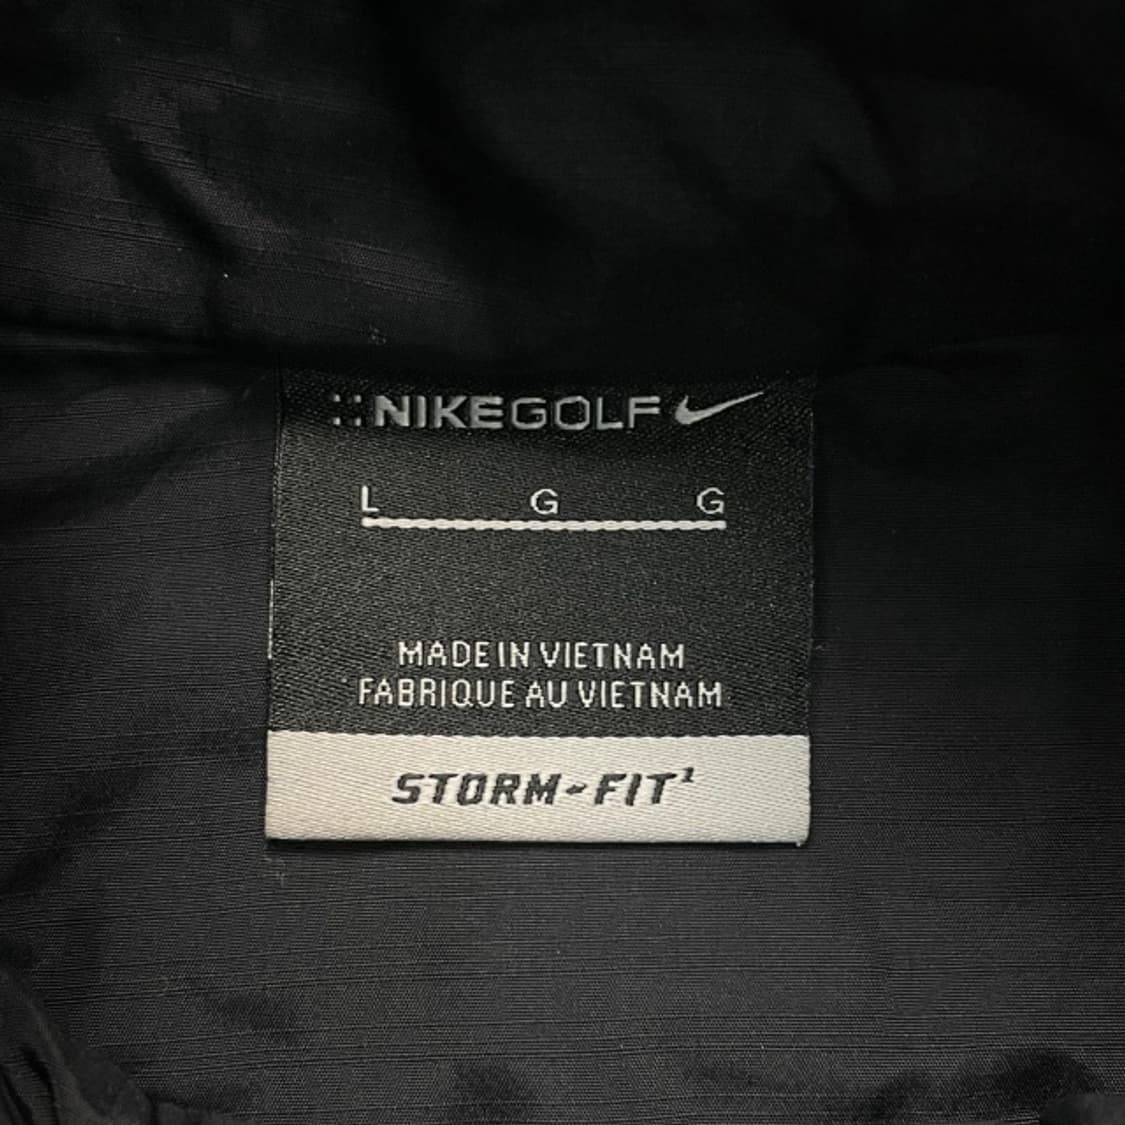 NIKEGOLF
L G G
MADE IN VIETNAM
FABRIQUE AU VIETNAM
STORM-FIT¹